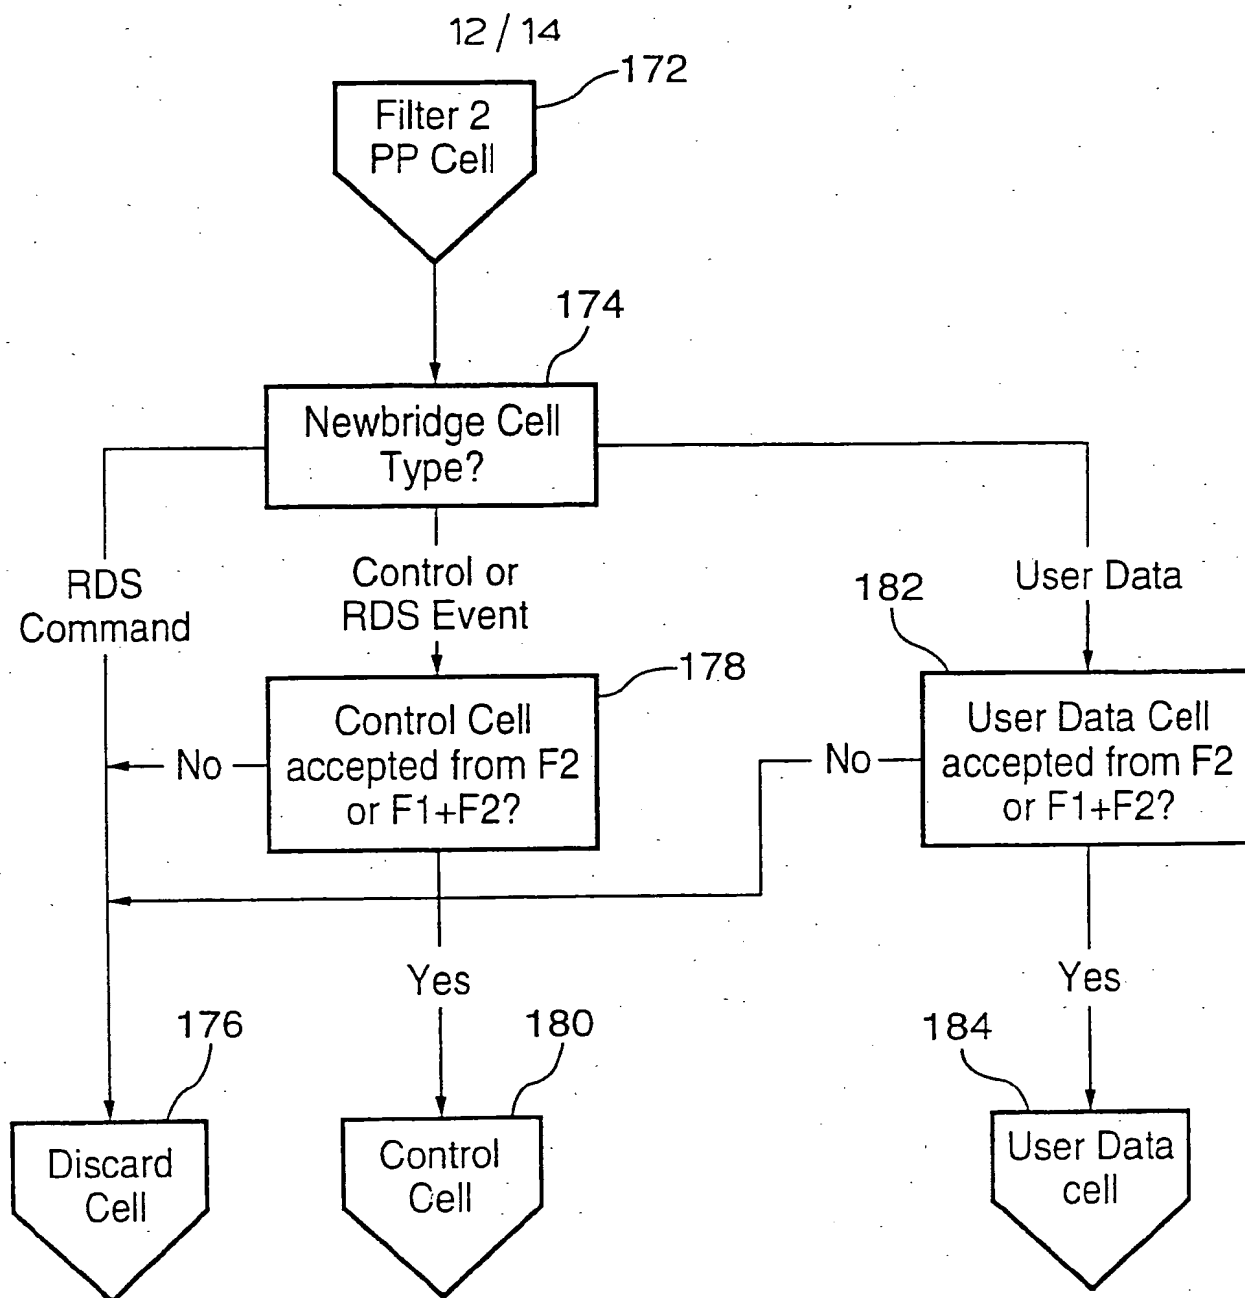 12 / 14
172
Filter 2
PP Cell
174
Newbridge Cell
Type?
RDS
Command
Control or
RDS Event
User Data
182
178
Control Cell
accepted from F2
or F1+F2?
No
User Data Cell
accepted from F2
or F1+F2?
No
Yes
Yes
176
180
184
Discard
Cell
Control
Cell
User Data
cell